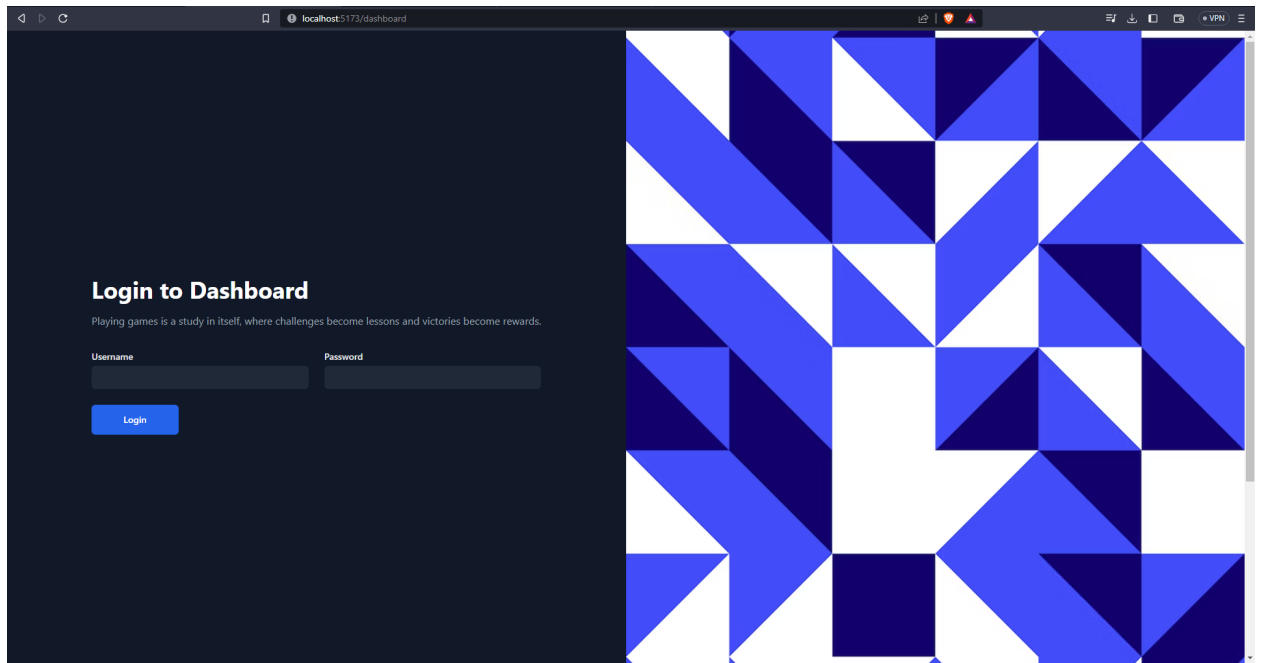 localhost:5173/dashboard
VPN
Login to Dashboard
Playing games is a study in itself, where challenges become lessons and victories become rewards.
Username Password
Login